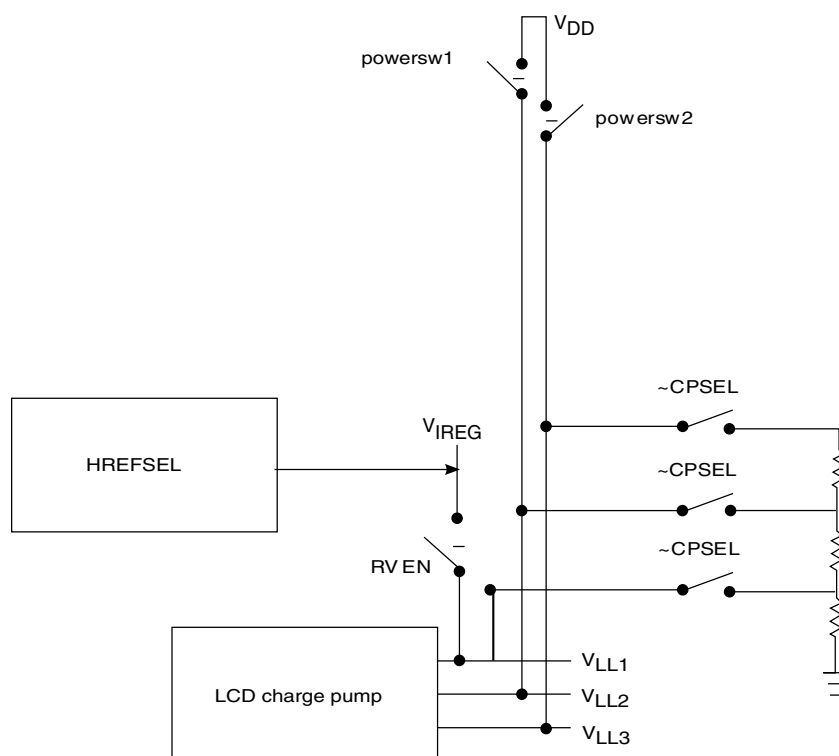 VDD
powersw1
powersw2
~CPSEL
VIREG
HREFSEL
~CPSEL
~CPSEL
RVEN
VLL1
LCD charge pump
VLL2
VLL3